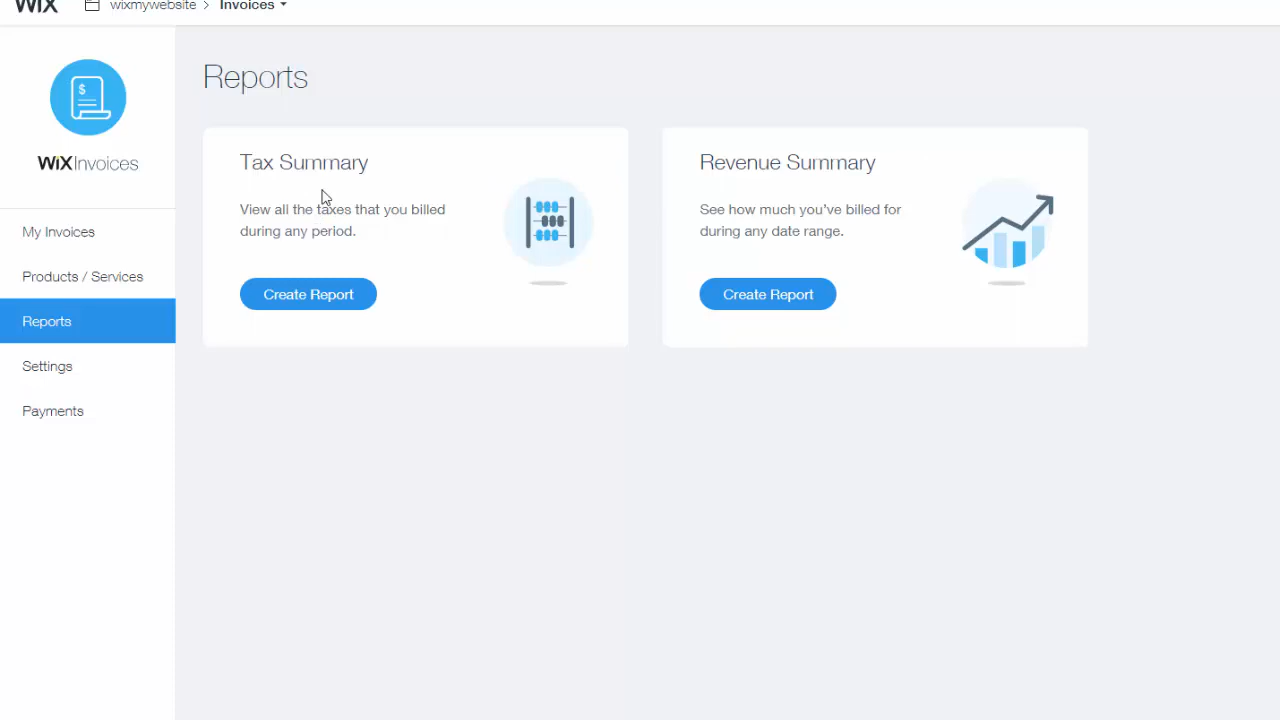 WIX wixmywebsite > Invoices
Reports
$
WiXInvoices
Tax Summary
View all the taxes that you billed
during any period.
Create Report
Revenue Summary
See how much you've billed for
during any date range.
Create Report
My Invoices
Products / Services
Reports
Settings
Payments